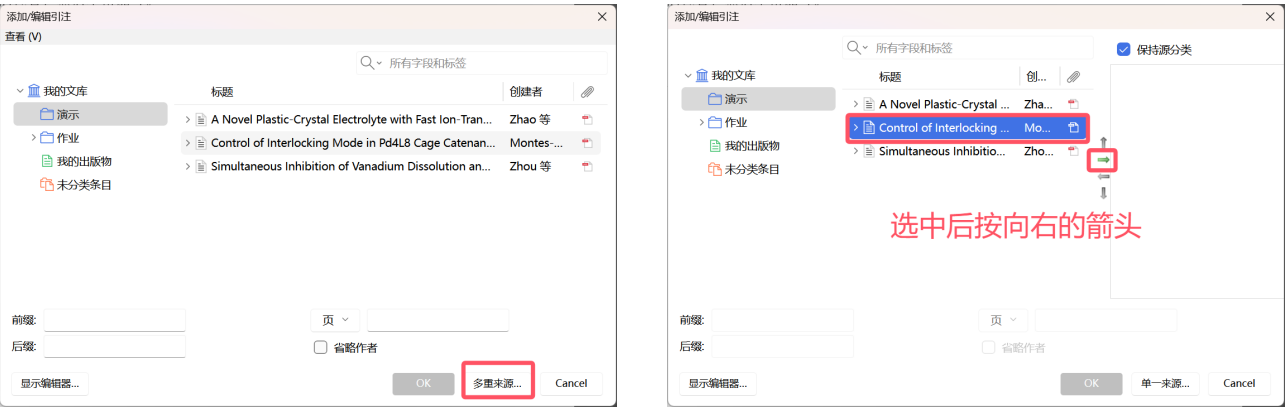 添加/编辑引注
查看 (V)
所有字段和标签
我的文库
演示
作业
我的出版物
未分类条目
标题 创建者
A Novel Plastic-Crystal Electrolyte with Fast Ion-Tran... Zhao 等
Control of Interlocking Mode in Pd4L8 Cage Catenan... Montes-...
Simultaneous Inhibition of Vanadium Dissolution an... Zhou 等
前缀:
页
后缀:
省略作者
显示编辑器...
OK
多重来源...
Cancel
添加/编辑引注
所有字段和标签
保持源分类
我的文库
演示
作业
我的出版物
未分类条目
标题 创...
A Novel Plastic-Crystal ... Zha...
Control of Interlocking ... Mo...
Simultaneous Inhibitio... Zho...
选中后按向右的箭头
前缀:
页
后缀:
省略作者
显示编辑器...
OK
单一来源...
Cancel